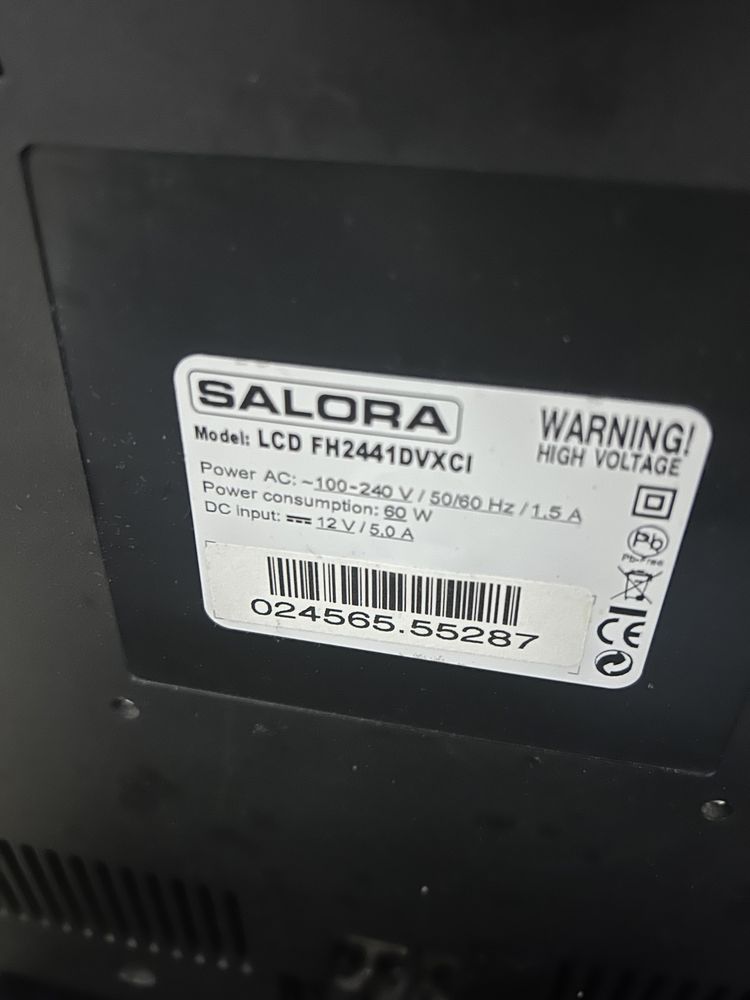 SALORA
Model: LCD FH2441DVXCI
WARNING!
HIGH VOLTAGE
Power AC: ~100-240 V / 50/60 Hz / 1.5 A
Power consumption: 60 W
DC input: ⎓ 12 V / 5.0 A
Pb
Pb-Free
CE
024565.55287